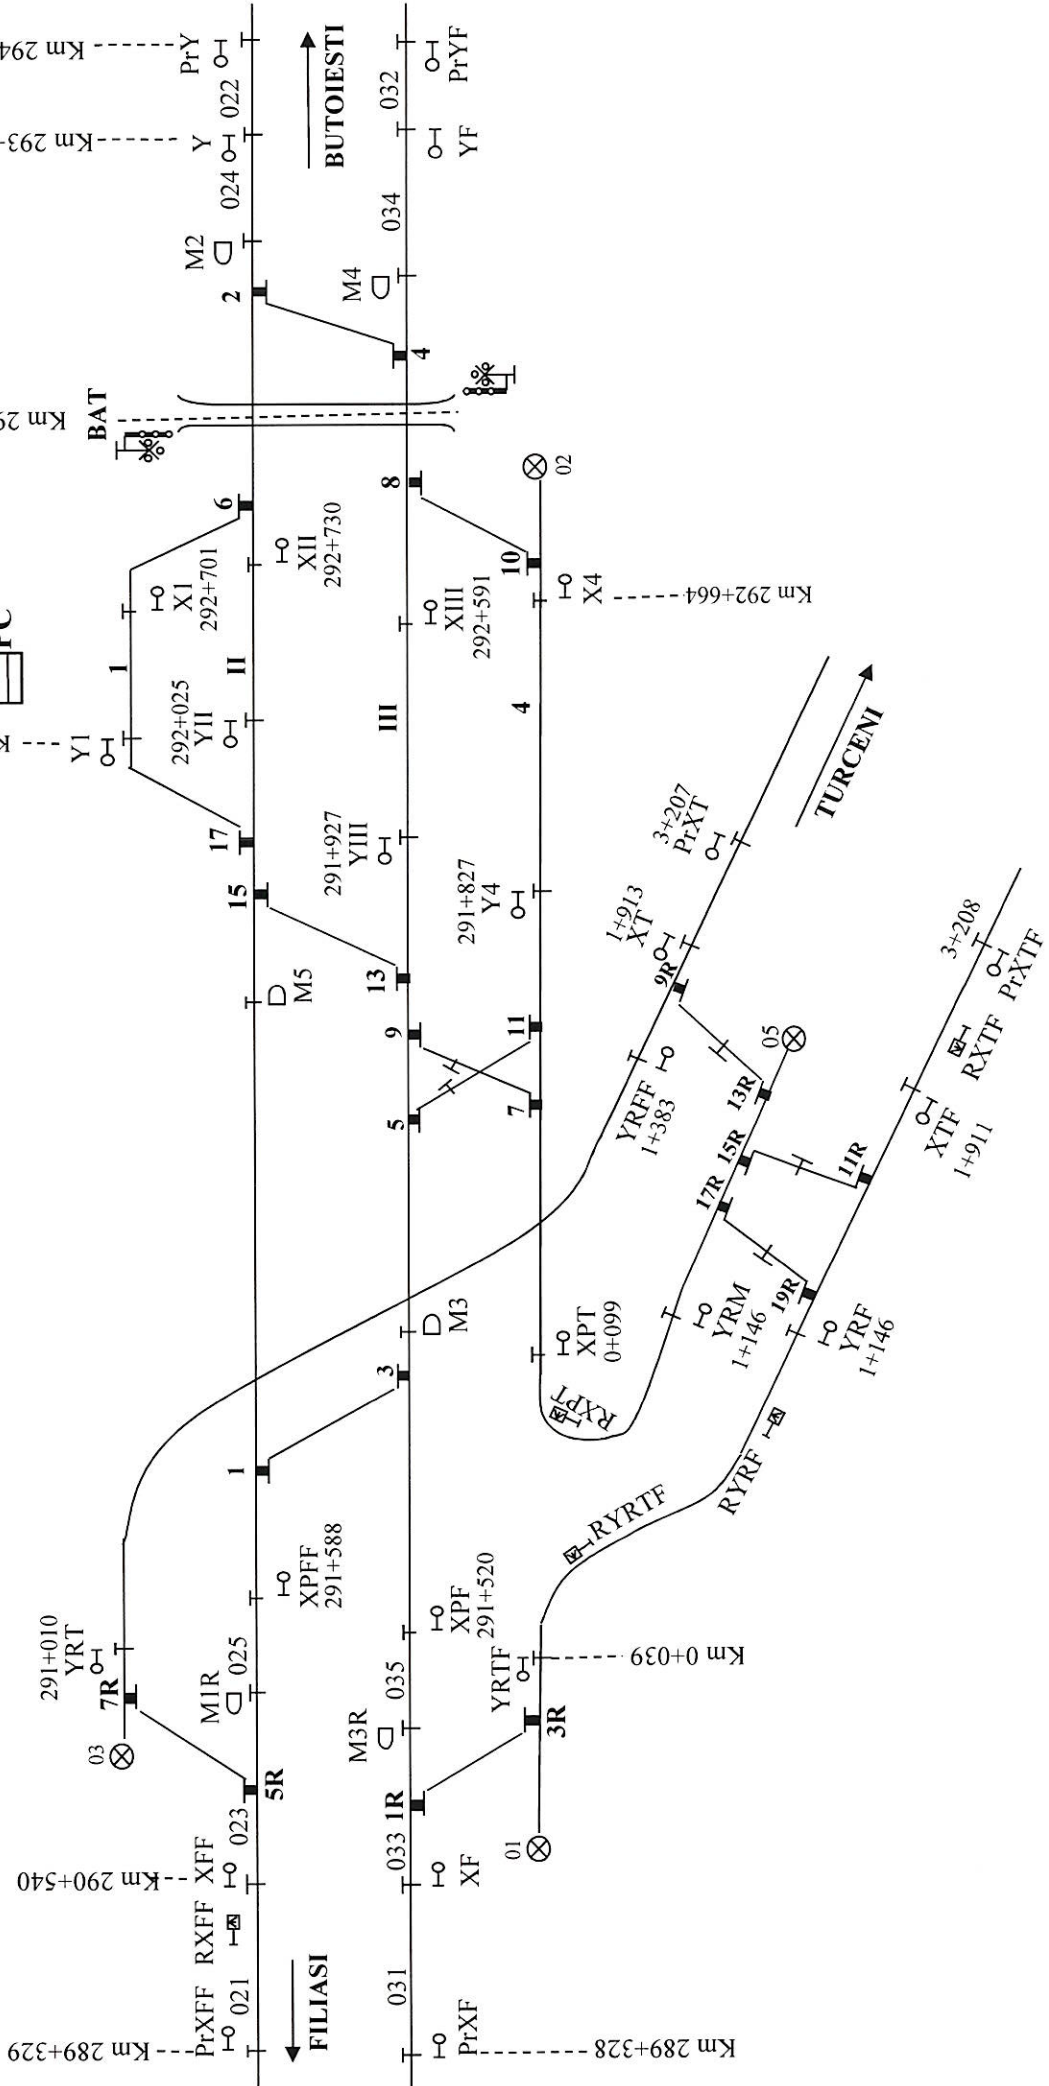 Km 294
PrY
022
Km 293
Y
024
M2
2
BUTOIESTI
032
PrYF
YF
034
M4
4
Km 29
BAT
6
8
02
10
X4
Km 292+664
XII
292+730
X1
292+701
1
II
XIII
292+591
III
4
Y1
292+025
YII
17
15
291+927
YIII
291+827
Y4
13
M5
9
11
5
7
3+207
PrXT
TURCENI
1+913
XT
9R
3+208
PrXTF
RXTF
05
13R
YRFF
1+383
15R
17R
11R
XTF
1+911
19R
YRM
1+146
YRF
1+146
M3
3
XPT
0+099
RXPT
1
RYRF
RYRTF
XPFF
291+588
XPF
291+520
291+010
YRT
7R
025
M1R
03
035
YRTF
Km 0+039
M3R
3R
5R
1R
023
033
01
Km 290+540
XFF
RXFF
XF
FILIASI
021
031
PrXFF
Km 289+329
PrXF
Km 289+328